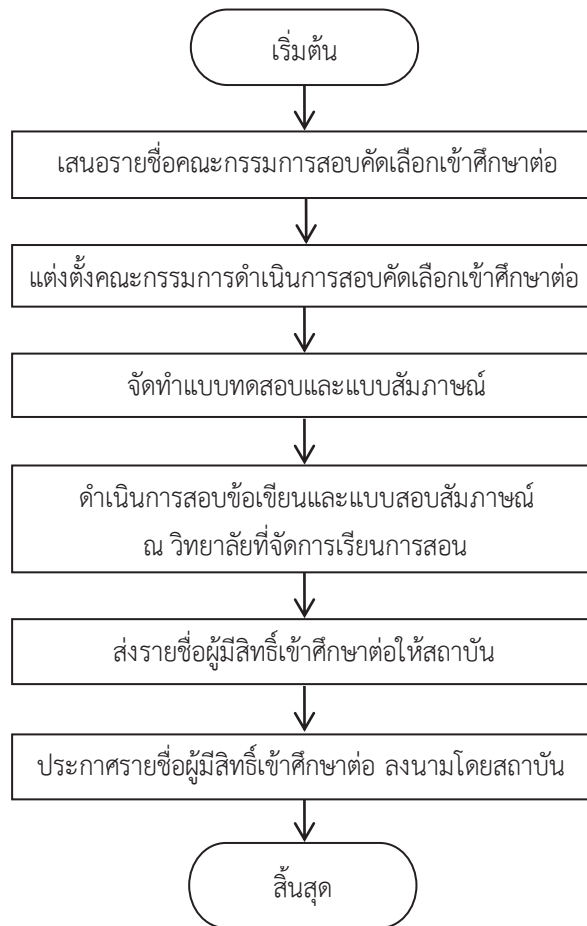 เริ่มต้น
เสนอรายชื่อคณะกรรมการสอบคัดเลือกเข้าศึกษาต่อ
แต่งตั้งคณะกรรมการดำเนินการสอบคัดเลือกเข้าศึกษาต่อ
จัดทำแบบทดสอบและแบบสัมภาษณ์
ดำเนินการสอบข้อเขียนและแบบสอบสัมภาษณ์
ณ วิทยาลัยที่จัดการเรียนการสอน
ส่งรายชื่อผู้มีสิทธิ์เข้าศึกษาต่อให้สถาบัน
ประกาศรายชื่อผู้มีสิทธิ์เข้าศึกษาต่อ ลงนามโดยสถาบัน
สิ้นสุด